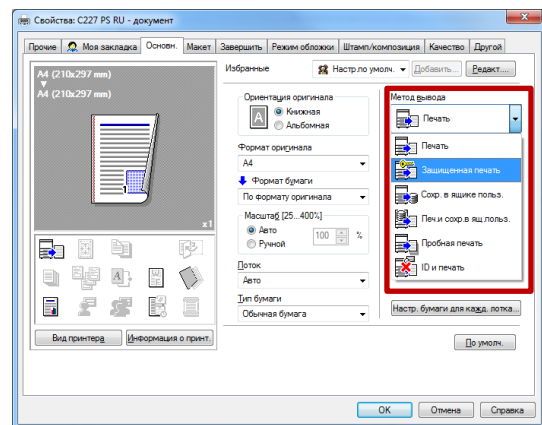 Свойства: C227 PS RU - документ
Прочие Моя закладка Основн. Макет Завершить Режим обложки Штамп/композиция Качество Другой
A4 (210x297 mm)
A4 (210x297 mm)
1
x1
Вид принтера Информация о принт.
Избранные Настр.по умолч. Добавить... Редакт....
Ориентация оригинала
A
Книжная
Альбомная
Формат оригинала
A4
Формат бумаги
По формату оригинала
Масштаб [25...400%]
Авто
Ручной
100 %
Лоток
Авто
Тип бумаги
Обычная бумага
Метод вывода
Печать
Печать
Защищенная печать
Сохр. в ящике польз.
Печ.и сохр.в ящ.польз.
Пробная печать
ID и печать
Настр. бумаги для кажд. лотка...
По умолч.
OK Отмена Справка